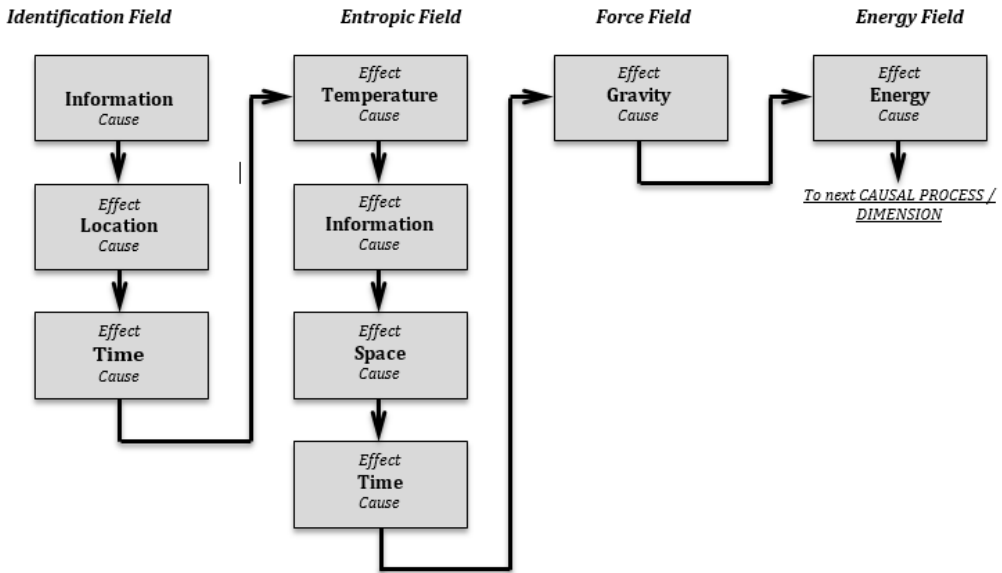 Identification Field
Information
Cause
Effect
Location
Cause
Effect
Time
Cause
Entropic Field
Effect
Temperature
Cause
Effect
Information
Cause
Effect
Space
Cause
Effect
Time
Cause
Force Field
Effect
Gravity
Cause
Energy Field
Effect
Energy
Cause
To next CAUSAL PROCESS /
DIMENSION